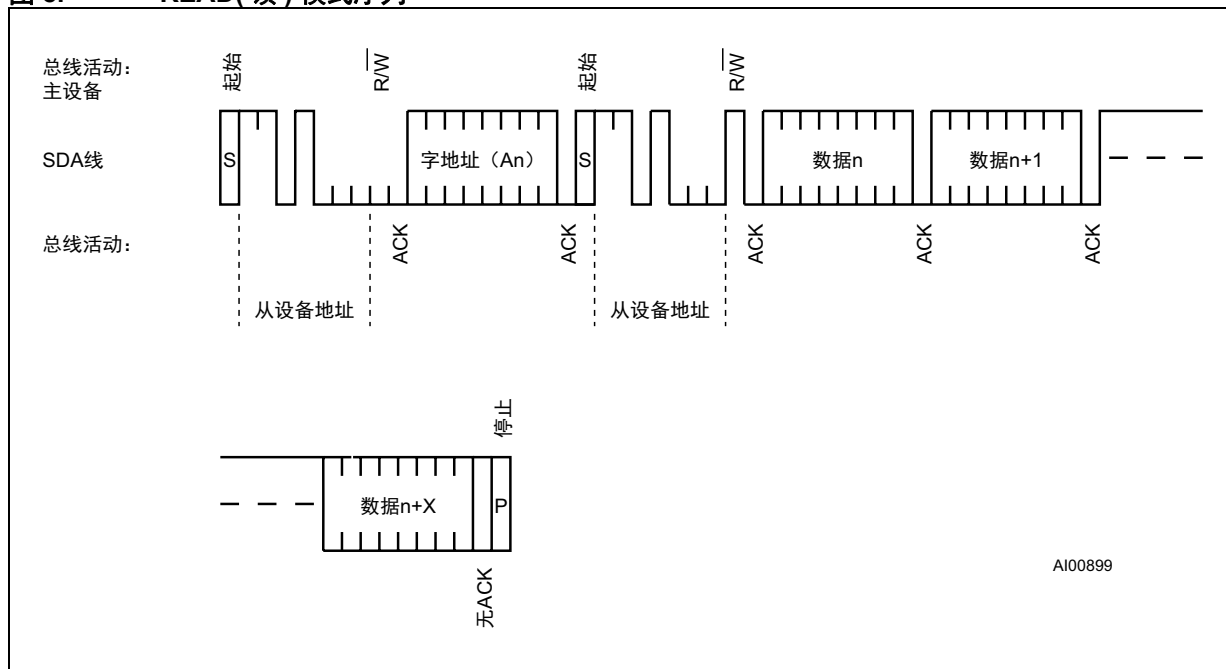 总线活动:
主设备
起始
R/W
起始
R/W
SDA线
S
字地址（An）
S
数据n
数据n+1
总线活动:
ACK
ACK
ACK
ACK
ACK
从设备地址
从设备地址
停止
数据n+X
P
无ACK
AI00899